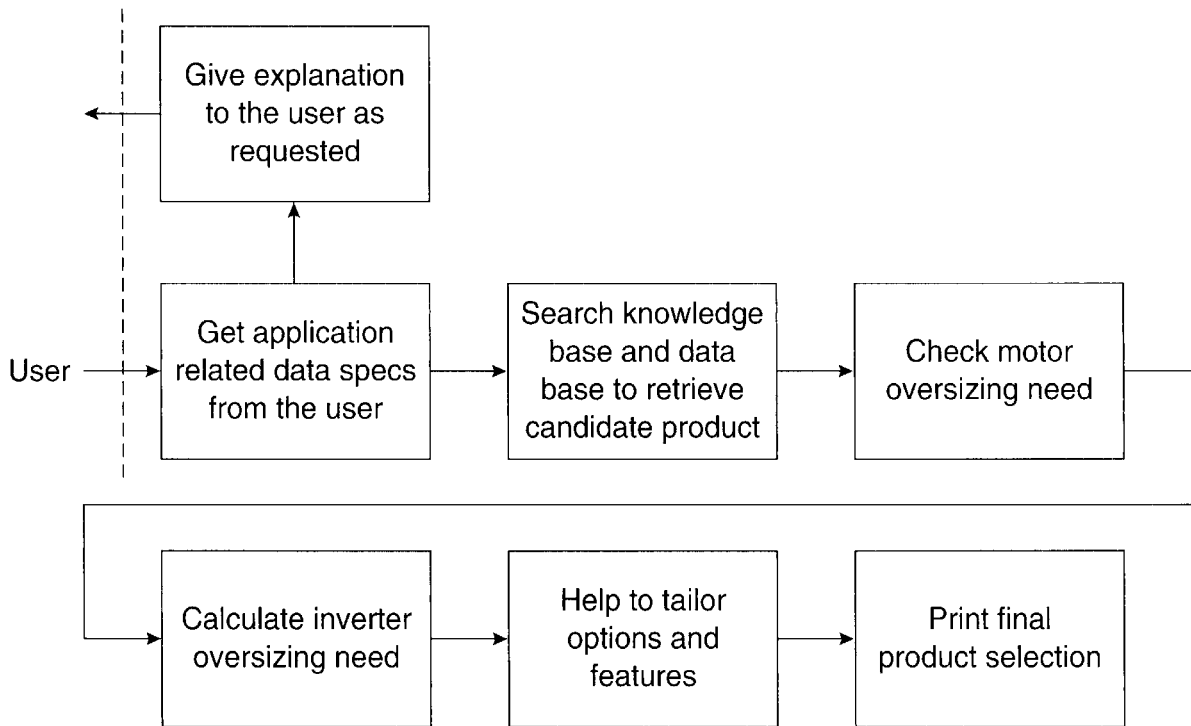 Give explanation
to the user as
requested
User
Get application
related data specs
from the user
Search knowledge
base and data
base to retrieve
candidate product
Check motor
oversizing need
Calculate inverter
oversizing need
Help to tailor
options and
features
Print final
product selection